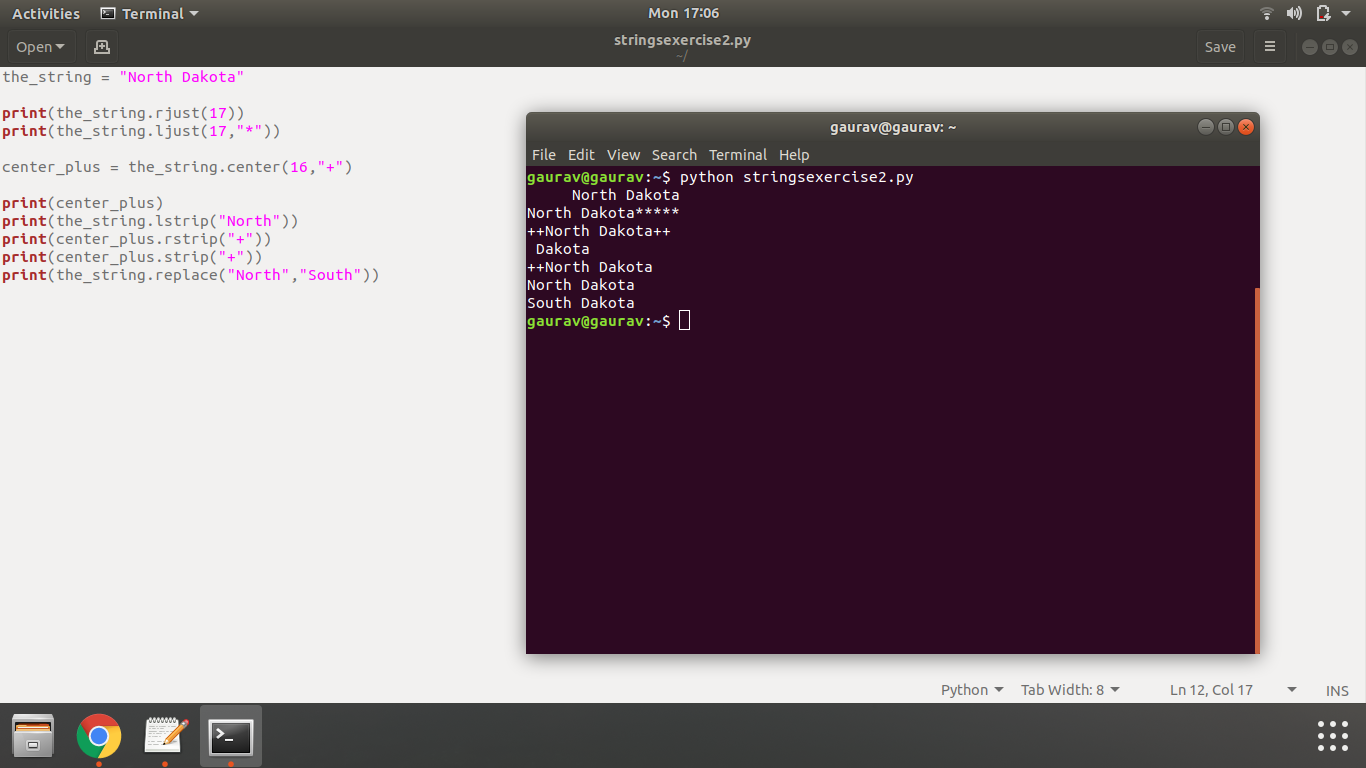 Activities Terminal Mon 17:06
Open stringsexercise2.py Save
~/
the_string = "North Dakota"
print(the_string.rjust(17))
print(the_string.ljust(17,"*"))
center_plus = the_string.center(16,"+")
print(center_plus)
print(the_string.lstrip("North"))
print(center_plus.rstrip("+"))
print(center_plus.strip("+"))
print(the_string.replace("North","South"))
gaurav@gaurav: ~
File Edit View Search Terminal Help
gaurav@gaurav:~$ python stringsexercise2.py
     North Dakota
North Dakota*****
++North Dakota++
 Dakota
++North Dakota
North Dakota
South Dakota
gaurav@gaurav:~$
Python Tab Width: 8 Ln 12, Col 17 INS